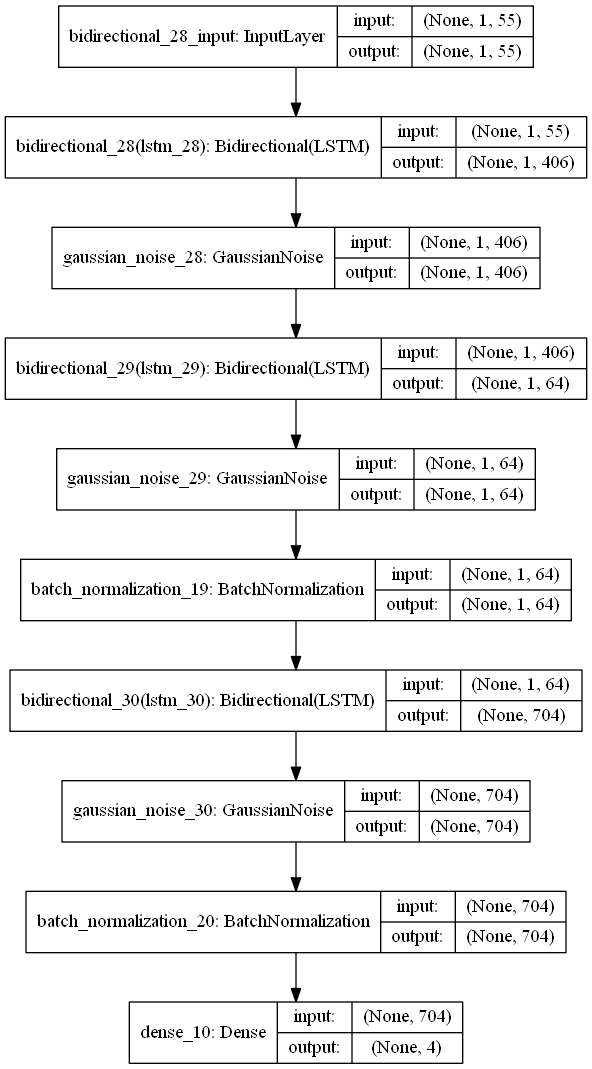 bidirectional_28_input: InputLayer
input: (None, 1, 55)
output: (None, 1, 55)
bidirectional_28(lstm_28): Bidirectional(LSTM)
input: (None, 1, 55)
output: (None, 1, 406)
gaussian_noise_28: GaussianNoise
input: (None, 1, 406)
output: (None, 1, 406)
bidirectional_29(lstm_29): Bidirectional(LSTM)
input: (None, 1, 406)
output: (None, 1, 64)
gaussian_noise_29: GaussianNoise
input: (None, 1, 64)
output: (None, 1, 64)
batch_normalization_19: BatchNormalization
input: (None, 1, 64)
output: (None, 1, 64)
bidirectional_30(lstm_30): Bidirectional(LSTM)
input: (None, 1, 64)
output: (None, 704)
gaussian_noise_30: GaussianNoise
input: (None, 704)
output: (None, 704)
batch_normalization_20: BatchNormalization
input: (None, 704)
output: (None, 704)
dense_10: Dense
input: (None, 704)
output: (None, 4)